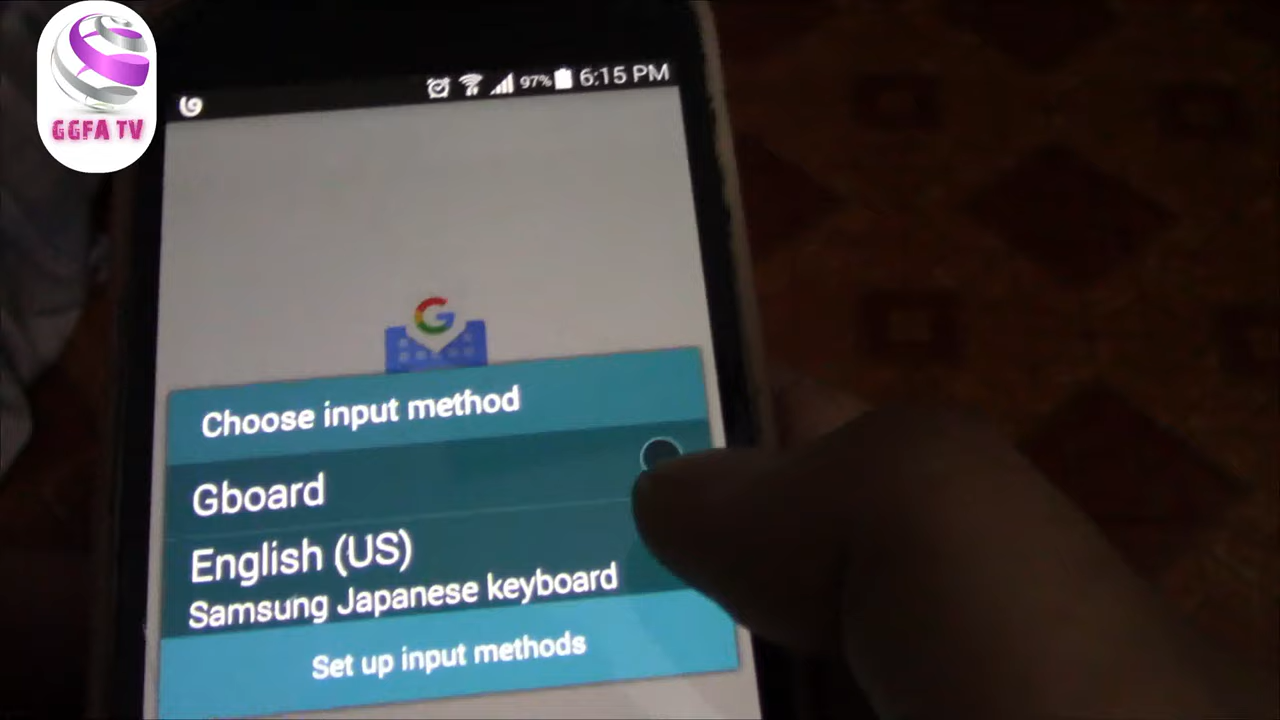 GGFA TV
97% 6:15 PM
G
Choose input method
Gboard
English (US)
Samsung Japanese keyboard
Set up input methods